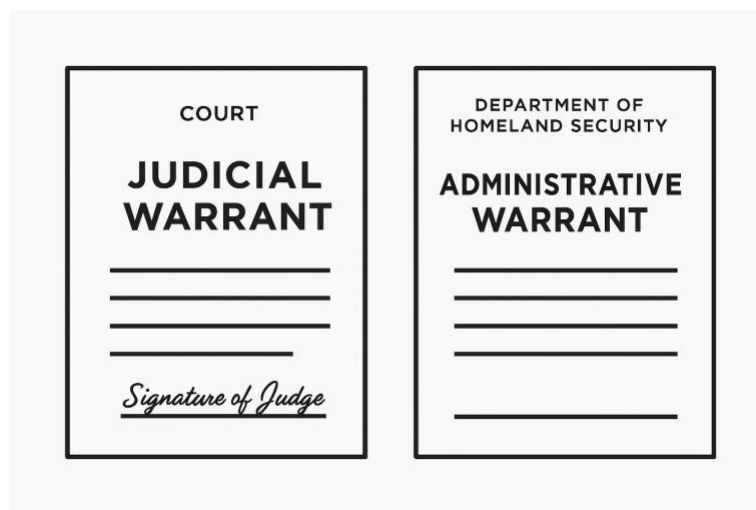 COURT
JUDICIAL
WARRANT
Signature of Judge
DEPARTMENT OF
HOMELAND SECURITY
ADMINISTRATIVE
WARRANT